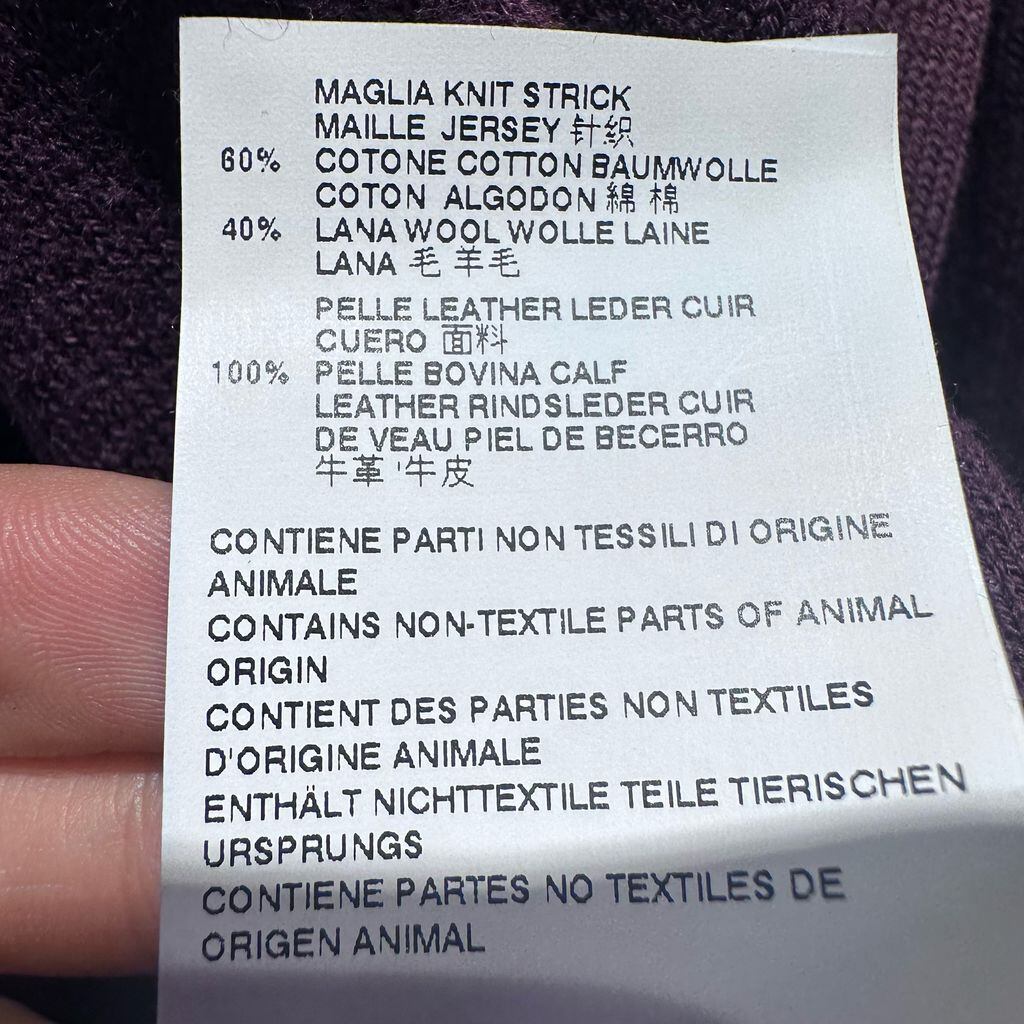 MAGLIA KNIT STRICK
MAILLE JERSEY 针织
60% COTONE COTTON BAUMWOLLE
COTON ALGODON 綿 棉
40% LANA WOOL WOLLE LAINE
LANA 毛 羊毛
PELLE LEATHER LEDER CUIR
CUERO 面料
100% PELLE BOVINA CALF
LEATHER RINDSLEDER CUIR
DE VEAU PIEL DE BECERRO
牛革 '牛皮
CONTIENE PARTI NON TESSILI DI ORIGINE
ANIMALE
CONTAINS NON-TEXTILE PARTS OF ANIMAL
ORIGIN
CONTIENT DES PARTIES NON TEXTILES
D'ORIGINE ANIMALE
ENTHÄLT NICHTTEXTILE TEILE TIERISCHEN
URSPRUNGS
CONTIENE PARTES NO TEXTILES DE
ORIGEN ANIMAL